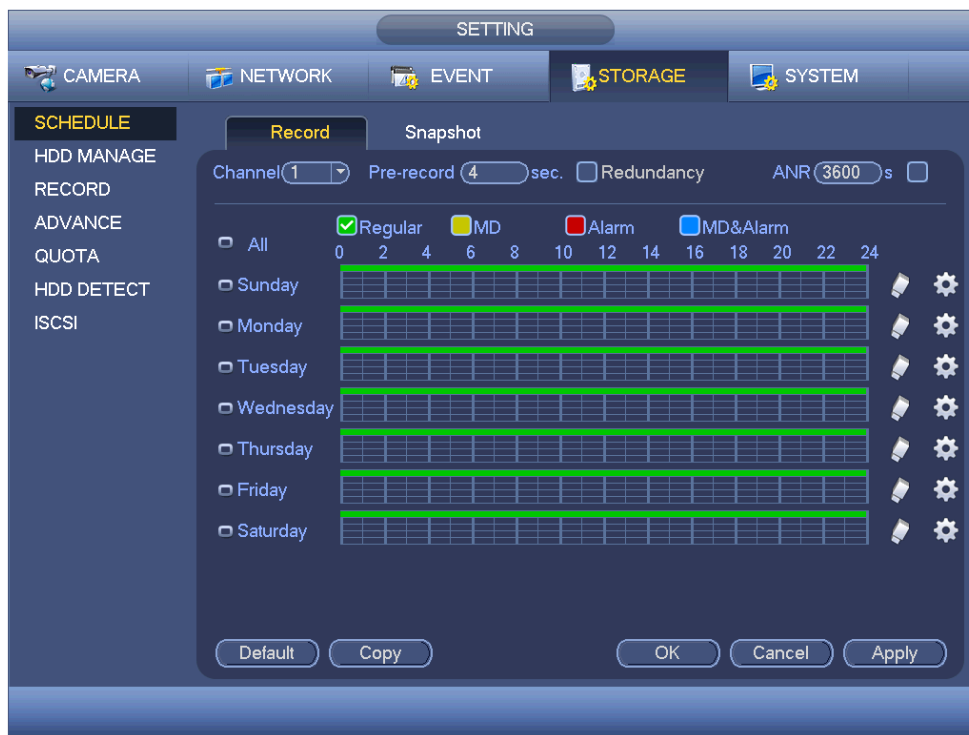 SETTING
CAMERA NETWORK EVENT STORAGE SYSTEM
SCHEDULE
HDD MANAGE
RECORD
ADVANCE
QUOTA
HDD DETECT
ISCSI
Record Snapshot
Channel 1 Pre-record 4 sec. Redundancy ANR 3600 s
Regular MD Alarm MD&Alarm
All 0 2 4 6 8 10 12 14 16 18 20 22 24
Sunday
Monday
Tuesday
Wednesday
Thursday
Friday
Saturday
Default Copy OK Cancel Apply